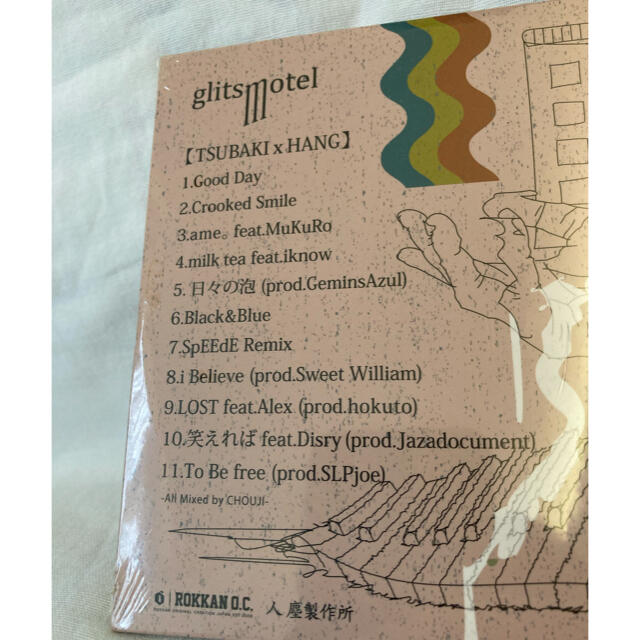 glitsmotel
【TSUBAKI x HANG】
1.Good Day
2.Crooked Smile
3.ame。feat.MuKuRo
4.milk tea feat.iknow
5.日々の泡 (prod.GeminsAzul)
6.Black&Blue
7.SpEEdE Remix
8.i Believe (prod.Sweet William)
9.LOST feat.Alex (prod.hokuto)
10.笑えれば feat.Disry (prod.Jazadocument)
11.To Be free (prod.SLPjoe)
-All Mixed by CHOUJI-
ROKKAN O.C.
人塵製作所